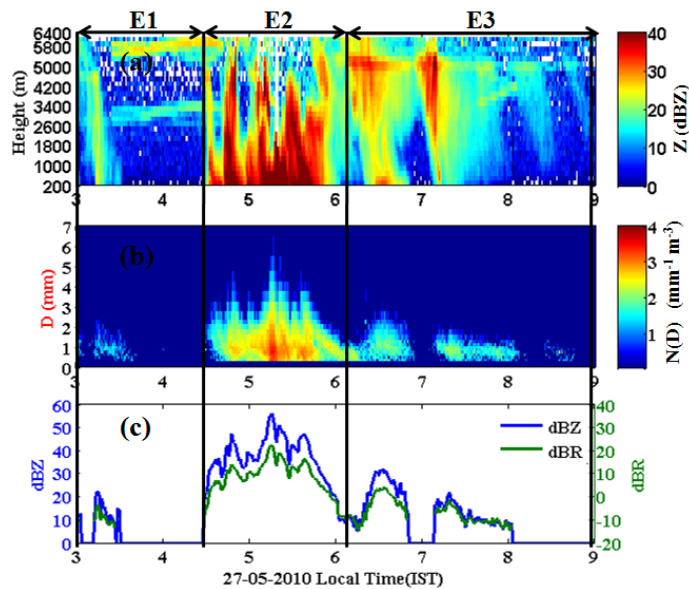 E1 E2 E3
(a)
Height (m)
6400
5800
5000
4200
3400
2600
1800
1000
200
3 4 5 6 7 8 9
40
30
20
10
0
Z (dBZ)
(b)
D (mm)
7
6
5
4
3
2
1
0
3 4 5 6 7 8 9
4
3
2
1
N(D) (mm⁻¹ m⁻³)
(c)
dBZ
60
50
40
30
20
10
0
dBZ
dBR
40
30
20
10
0
-10
-20
dBR
3 4 5 6 7 8 9
27-05-2010 Local Time(IST)